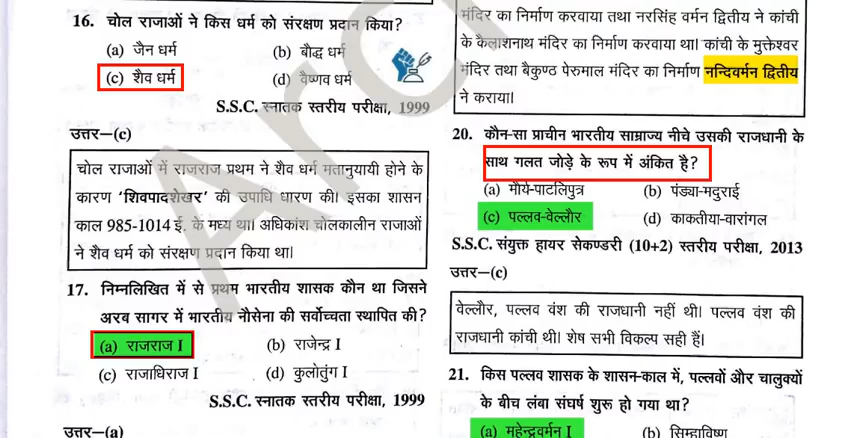 16. चोल राजाओं ने किस धर्म को संरक्षण प्रदान किया?
(a) जैन धर्म (b) बौद्ध धर्म
(c) शैव धर्म (d) वैष्णव धर्म
S.S.C. स्नातक स्तरीय परीक्षा, 1999
उत्तर—(c)
चोल राजाओं में राजराज प्रथम ने शैव धर्म मतानुयायी होने के
कारण ‘शिवपादशेखर’ की उपाधि धारण की। इसका शासन
काल 985-1014 ई. के मध्य था। अधिकांश चोलकालीन राजाओं
ने शैव धर्म को संरक्षण प्रदान किया था।
17. निम्नलिखित में से प्रथम भारतीय शासक कौन था जिसने
अरब सागर में भारतीय नौसेना की सर्वोच्चता स्थापित की?
(a) राजराज I (b) राजेन्द्र I
(c) राजाधिराज I (d) कुलोतुंग I
S.S.C. स्नातक स्तरीय परीक्षा, 1999
उत्तर—(a)
मंदिर का निर्माण करवाया तथा नरसिंह वर्मन द्वितीय ने कांची
के कैलाशनाथ मंदिर का निर्माण करवाया था। कांची के मुक्तेश्वर
मंदिर तथा बैकुण्ठ पेरुमाल मंदिर का निर्माण नन्दिवर्मन द्वितीय
ने कराया।
20. कौन-सा प्राचीन भारतीय साम्राज्य नीचे उसकी राजधानी के
साथ गलत जोड़े के रूप में अंकित है?
(a) मौर्य-पाटलिपुत्र (b) पंड्या-मदुराई
(c) पल्लव-वेल्लौर (d) काकतीया-वारांगल
S.S.C. संयुक्त हायर सेकण्डरी (10+2) स्तरीय परीक्षा, 2013
उत्तर—(c)
वेल्लौर, पल्लव वंश की राजधानी नहीं थी। पल्लव वंश की
राजधानी कांची थी। शेष सभी विकल्प सही हैं।
21. किस पल्लव शासक के शासन-काल में, पल्लवों और चालुक्यों
के बीच लंबा संघर्ष शुरू हो गया था?
(a) महेन्द्रवर्मन I (b) सिम्हाविष्णु